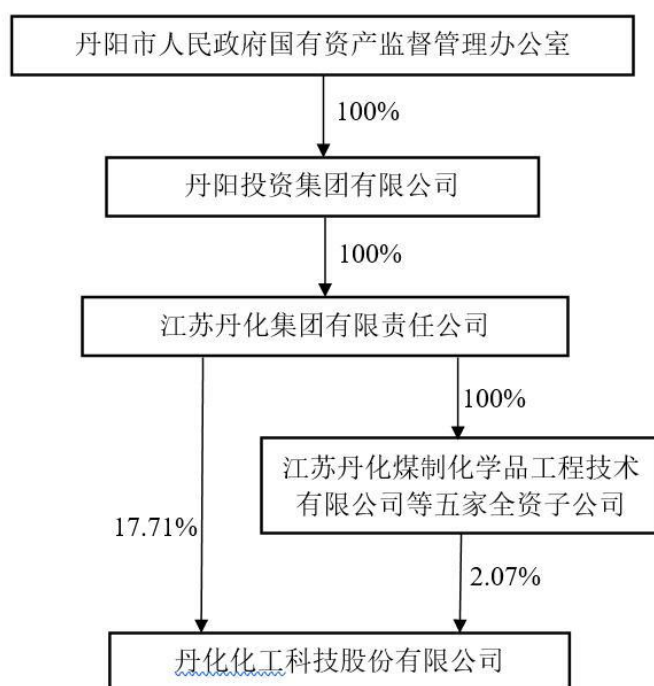 丹阳市人民政府国有资产监督管理办公室
100%
丹阳投资集团有限公司
100%
江苏丹化集团有限责任公司
100%
江苏丹化煤制化学品工程技术
有限公司等五家全资子公司
17.71%
2.07%
丹化化工科技股份有限公司